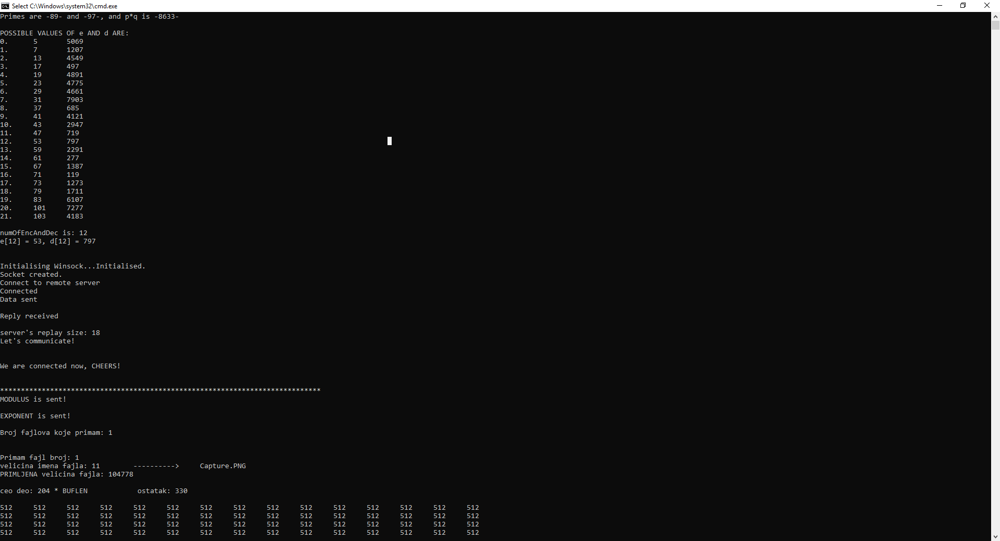 Select C:\Windows\system32\cmd.exe
Primes are -89- and -97-, and p*q is -8633-
POSSIBLE VALUES OF e AND d ARE:
0. 5 5069
1. 7 1207
2. 13 4549
3. 17 497
4. 19 4891
5. 23 4775
6. 29 4661
7. 31 7903
8. 37 685
9. 41 4121
10. 43 2947
11. 47 719
12. 53 797
13. 59 2291
14. 61 277
15. 67 1387
16. 71 119
17. 73 1273
18. 79 1711
19. 83 6107
20. 101 7277
21. 103 4183
numOfEncAndDec is: 12
e[12] = 53, d[12] = 797
Initialising Winsock...Initialised.
Socket created.
Connect to remote server
Connected
Data sent
Reply received
server's replay size: 18
Let's communicate!
We are connected now, CHEERS!
*****************************************************************************
MODULUS is sent!
EXPONENT is sent!
Broj fajlova koje primam: 1
Primam fajl broj: 1
velicina imena fajla: 11 ----------> Capture.PNG
PRIMLJENA velicina fajla: 104778
ceo deo: 204 * BUFLEN ostatak: 330
512 512 512 512 512 512 512 512 512 512 512 512 512 512 512
512 512 512 512 512 512 512 512 512 512 512 512 512 512 512
512 512 512 512 512 512 512 512 512 512 512 512 512 512 512
512 512 512 512 512 512 512 512 512 512 512 512 512 512 512